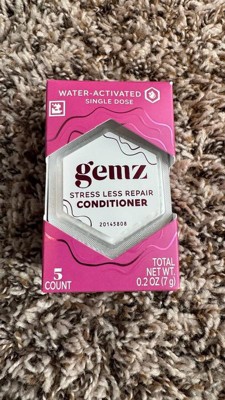 WATER-ACTIVATED
SINGLE DOSE
gemz
STRESS LESS REPAIR
CONDITIONER
20145808
5
COUNT
TOTAL
NET WT.
0.2 OZ (7 g)